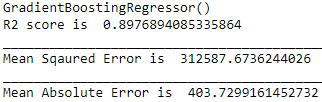 GradientBoostingRegressor()
R2 score is  0.8976894085335864
Mean Sqaured Error is  312587.6736244026
Mean Absolute Error is  403.7299161452732